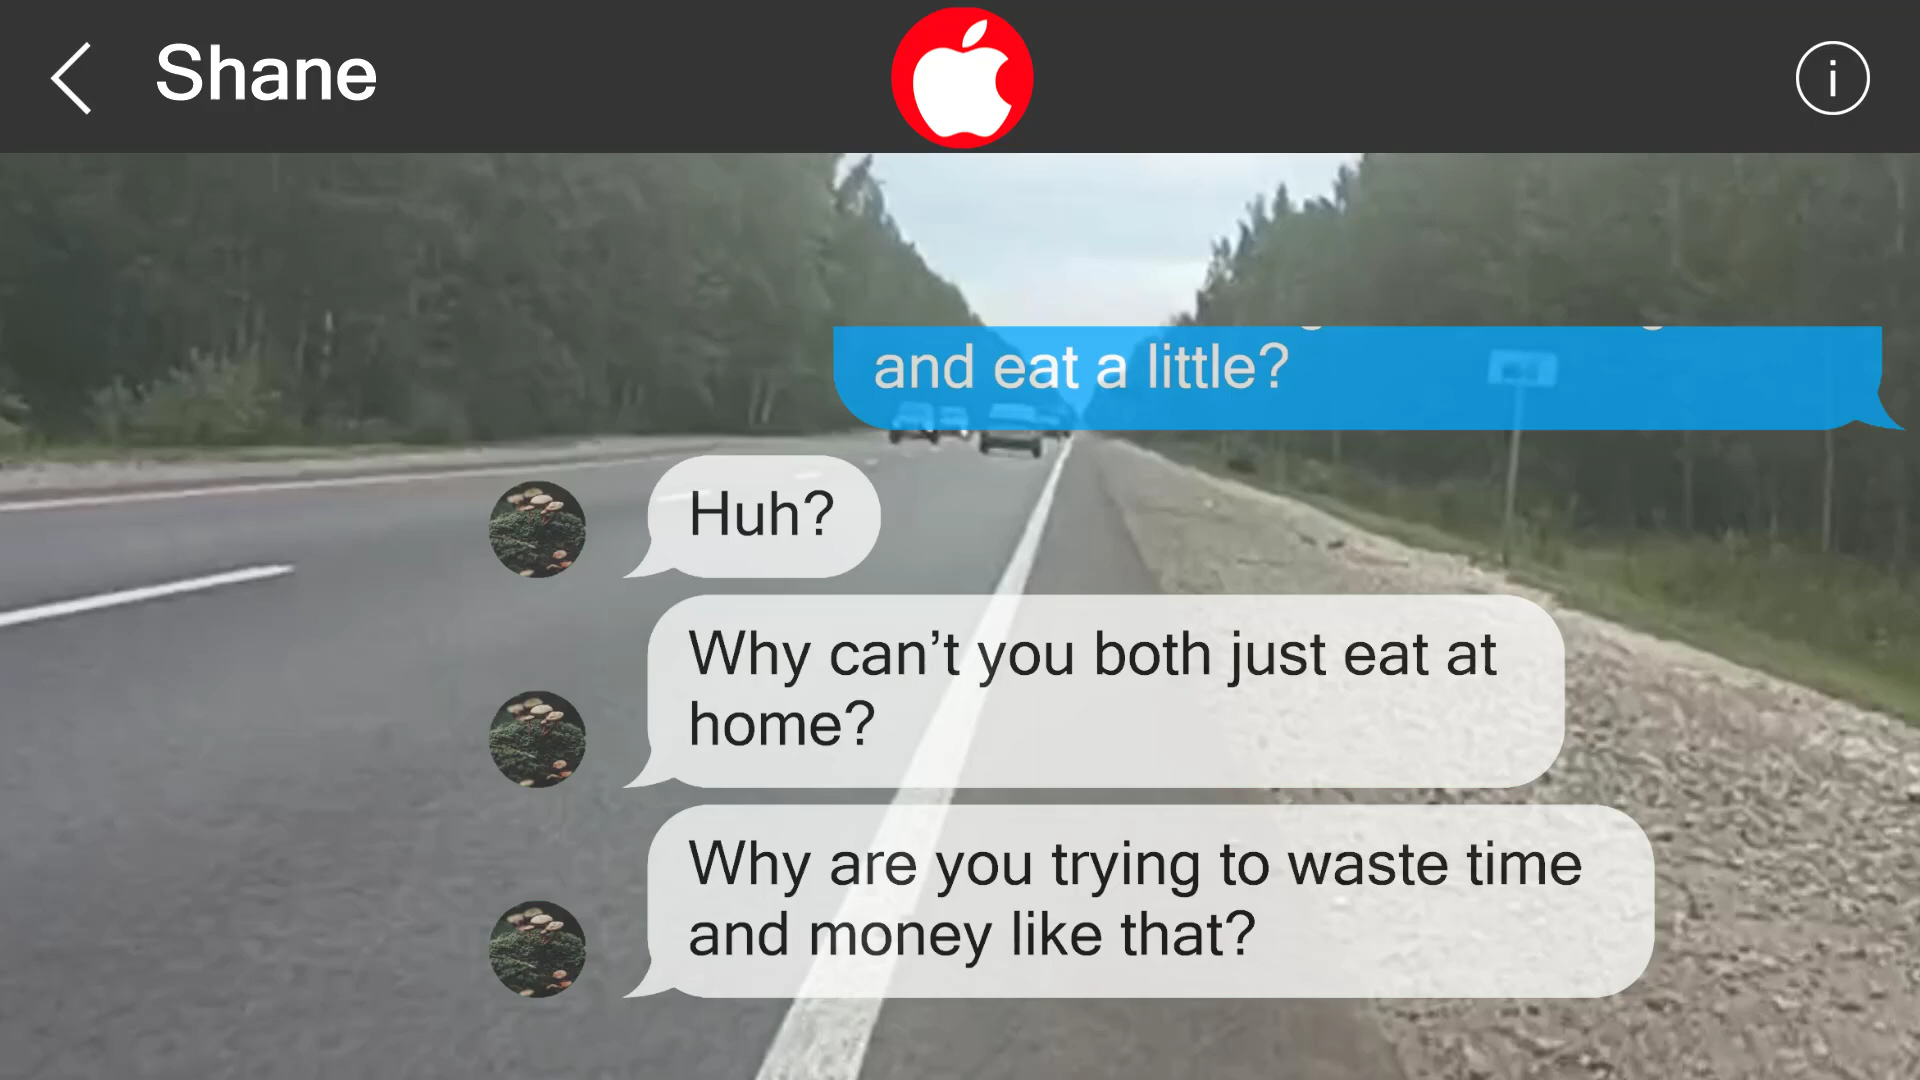 Shane
and eat a little?
Huh?
Why can’t you both just eat at
home?
Why are you trying to waste time
and money like that?